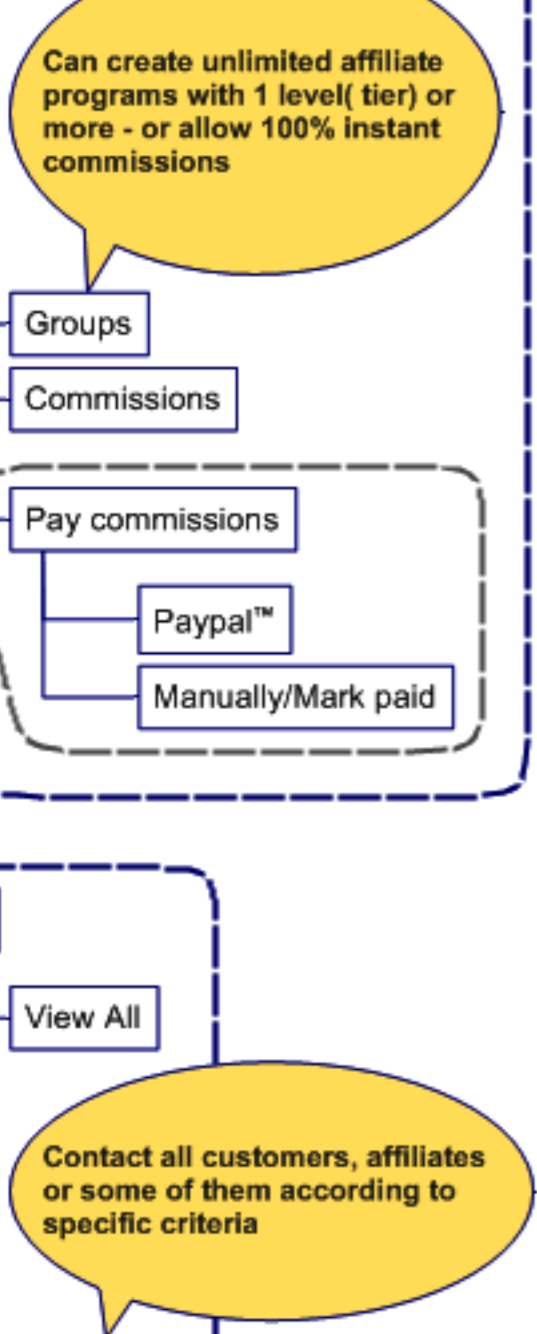 Can create unlimited affiliate
programs with 1 level( tier) or
more - or allow 100% instant
commissions
Groups
Commissions
Pay commissions
Paypal™
Manually/Mark paid
View All
Contact all customers, affiliates
or some of them according to
specific criteria